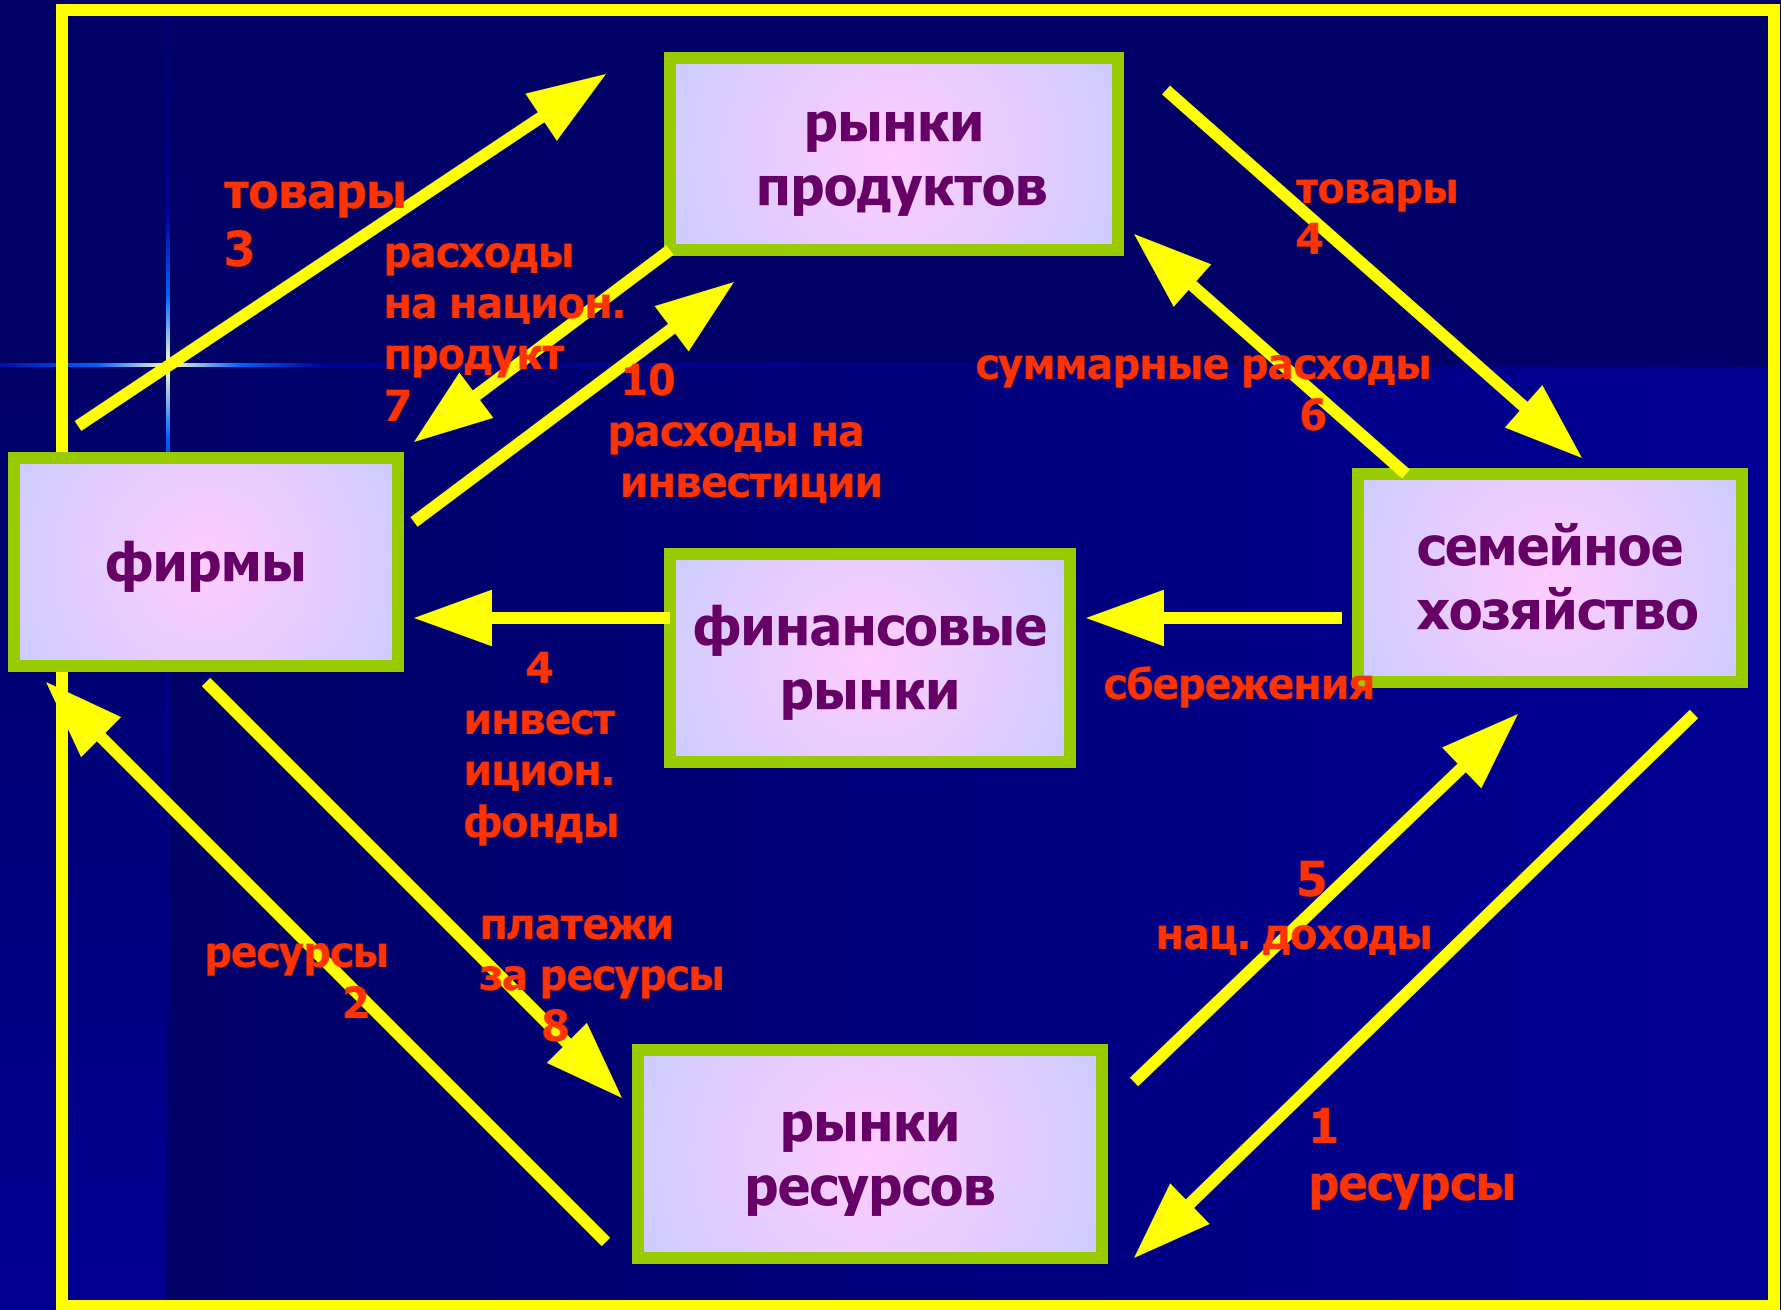 рынки
продуктов
товары
3
товары
4
расходы
на национ.
продукт
7
10
расходы на
инвестиции
суммарные расходы
6
фирмы
семейное
хозяйство
финансовые
рынки
4
инвест
ицион.
фонды
сбережения
5
нац. доходы
платежи
за ресурсы
8
ресурсы
2
рынки
ресурсов
1
ресурсы